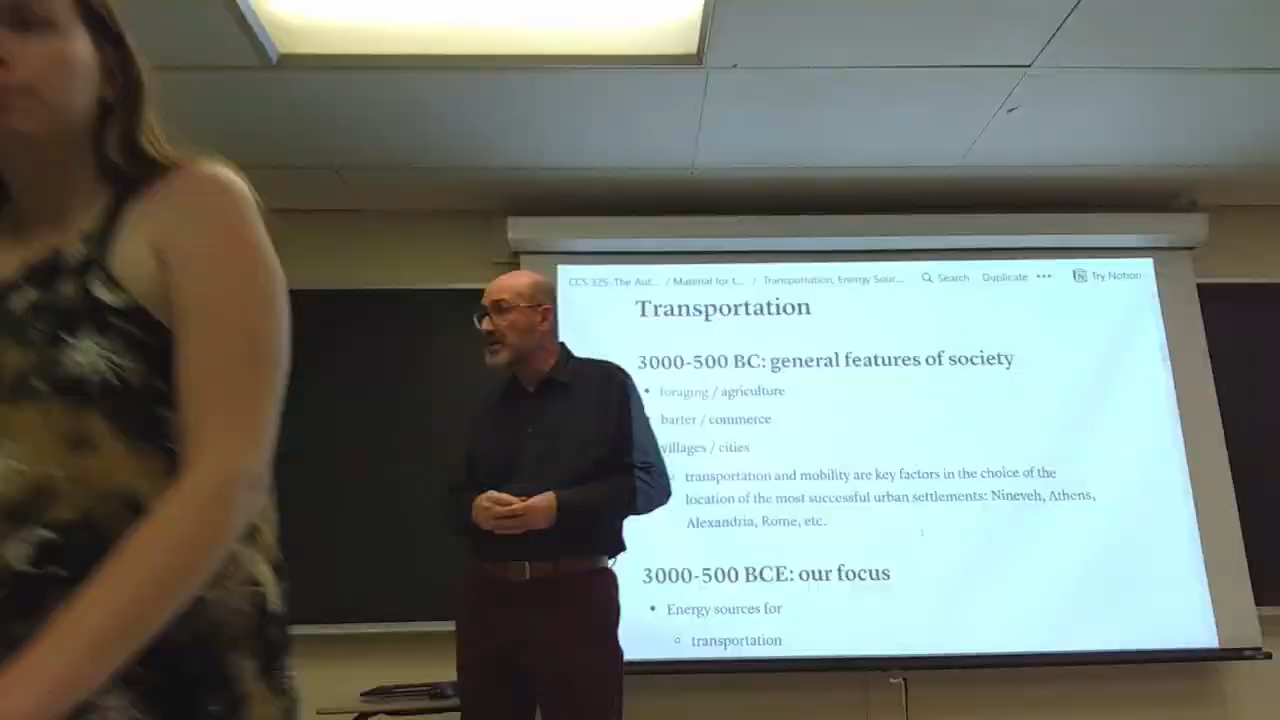 CCS 325: The Aut... / Material for t... / Transportation, Energy Sour... Search Duplicate ••• Try Notion
Transportation
3000-500 BC: general features of society
• foraging / agriculture
barter / commerce
villages / cities
transportation and mobility are key factors in the choice of the
location of the most successful urban settlements: Nineveh, Athens,
Alexandria, Rome, etc.
3000-500 BCE: our focus
• Energy sources for
○ transportation